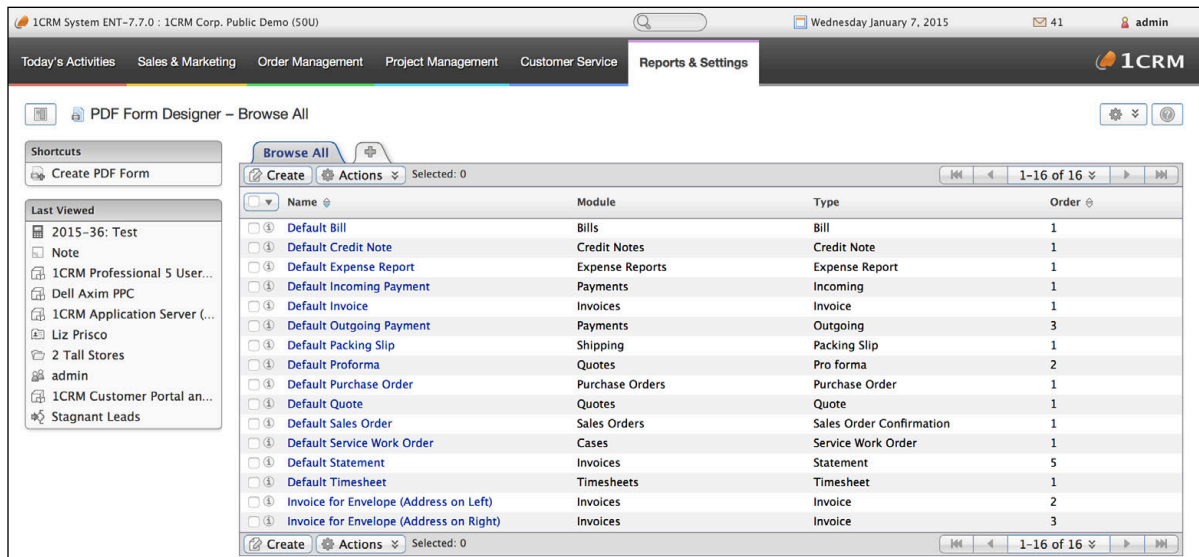 1CRM System ENT-7.7.0 : 1CRM Corp. Public Demo (50U) Wednesday January 7, 2015 41 admin
Today's Activities Sales & Marketing Order Management Project Management Customer Service Reports & Settings 1CRM
PDF Form Designer – Browse All
Shortcuts
Create PDF Form
Last Viewed
2015-36: Test
Note
1CRM Professional 5 User...
Dell Axim PPC
1CRM Application Server (...
Liz Prisco
2 Tall Stores
admin
1CRM Customer Portal an...
Stagnant Leads
Browse All
Create Actions Selected: 0 1-16 of 16
Name Module Type Order
Default Bill Bills Bill 1
Default Credit Note Credit Notes Credit Note 1
Default Expense Report Expense Reports Expense Report 1
Default Incoming Payment Payments Incoming 1
Default Invoice Invoices Invoice 1
Default Outgoing Payment Payments Outgoing 3
Default Packing Slip Shipping Packing Slip 1
Default Proforma Quotes Pro forma 2
Default Purchase Order Purchase Orders Purchase Order 1
Default Quote Quotes Quote 1
Default Sales Order Sales Orders Sales Order Confirmation 1
Default Service Work Order Cases Service Work Order 1
Default Statement Invoices Statement 5
Default Timesheet Timesheets Timesheet 1
Invoice for Envelope (Address on Left) Invoices Invoice 2
Invoice for Envelope (Address on Right) Invoices Invoice 3
Create Actions Selected: 0 1-16 of 16